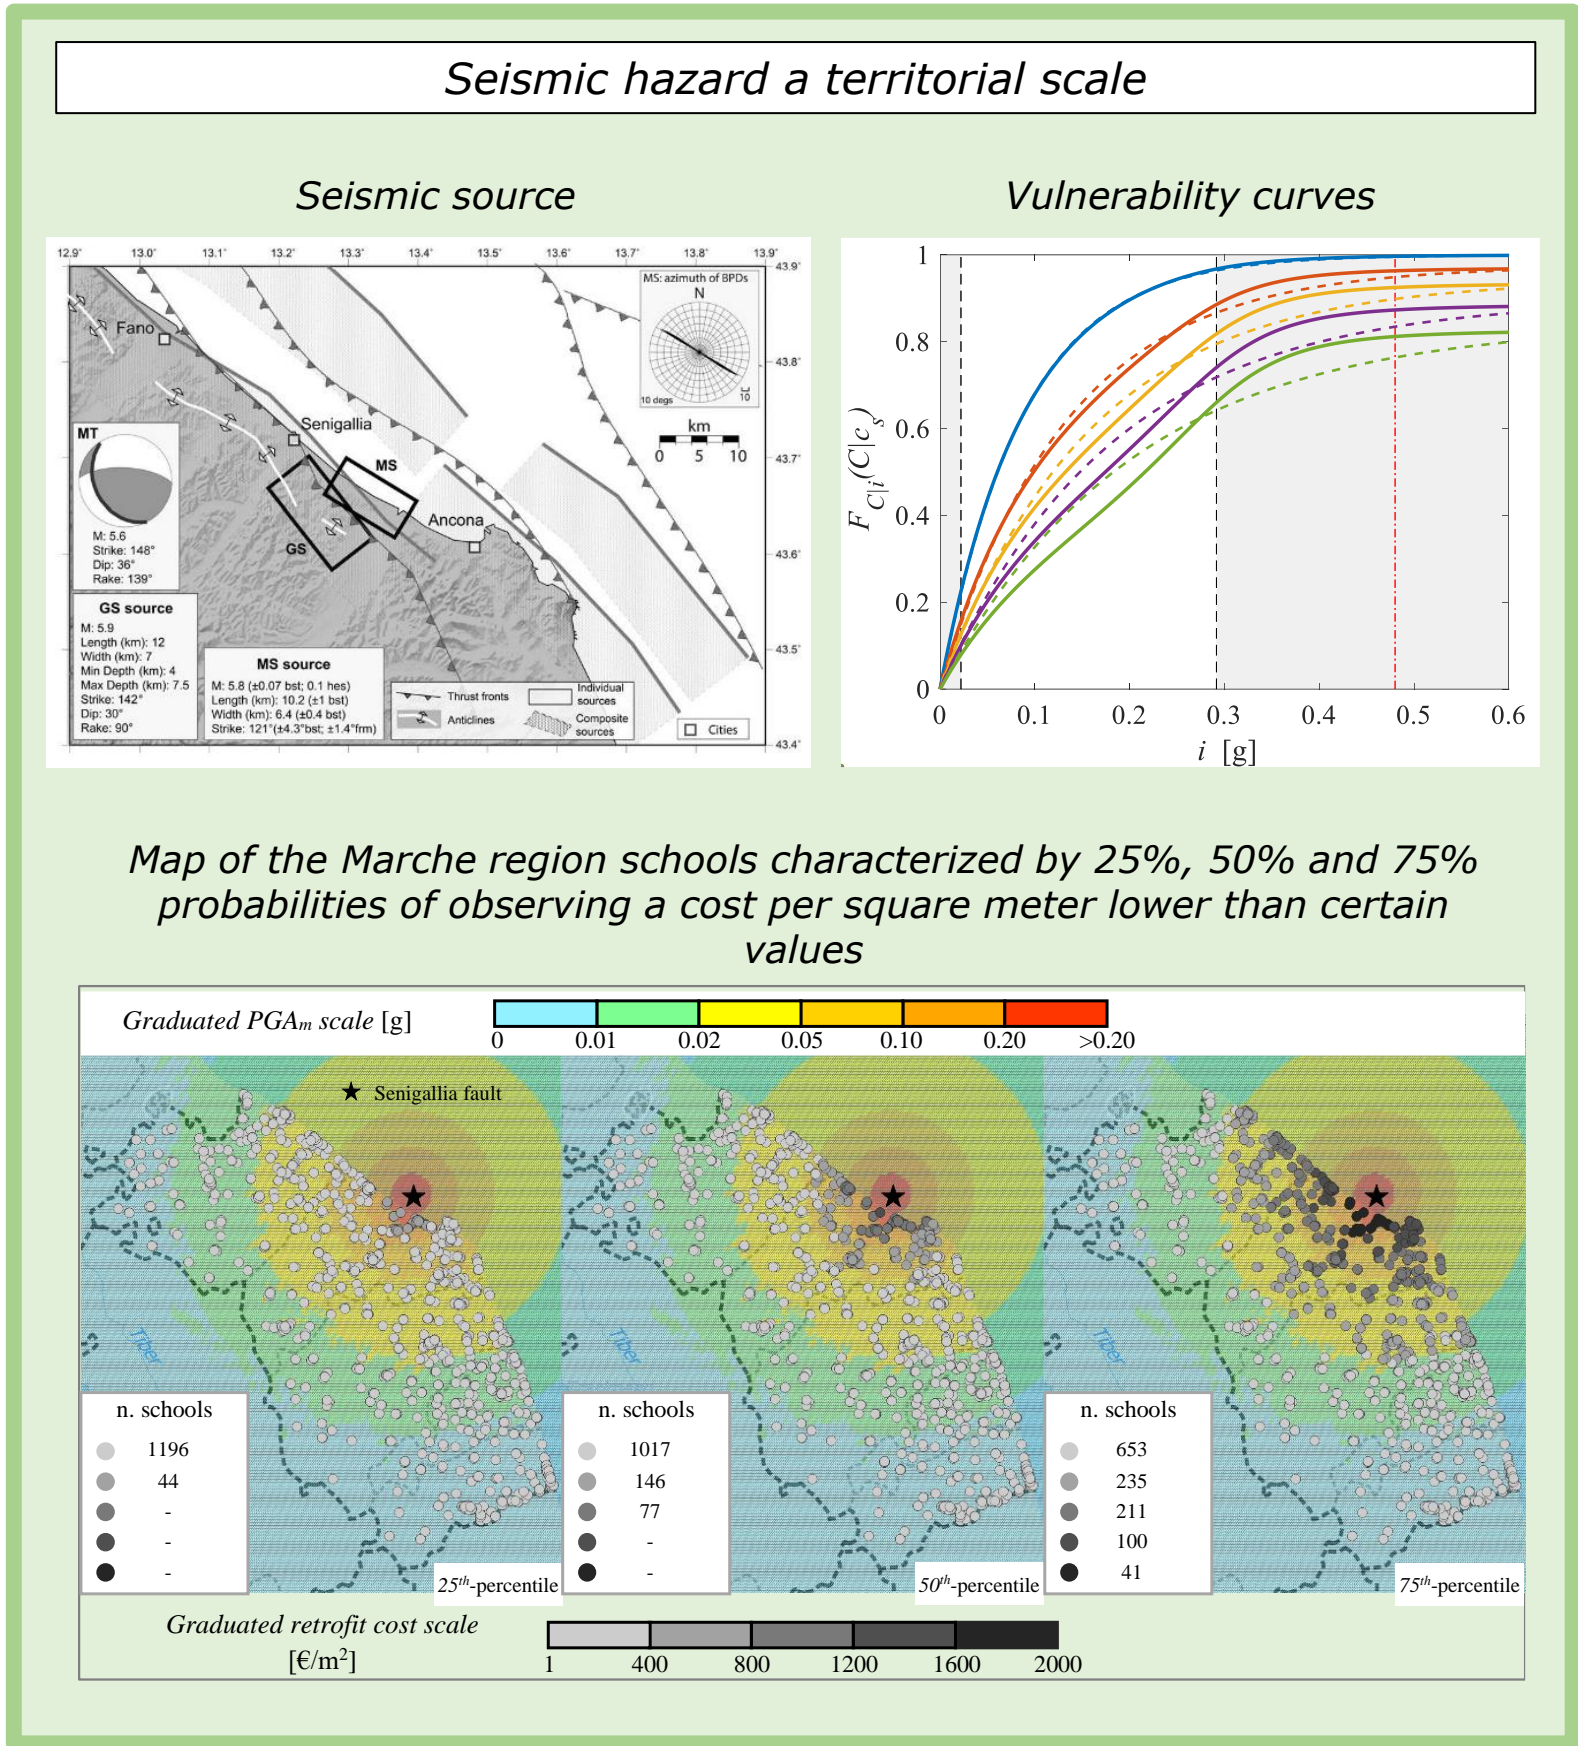 Seismic hazard a territorial scale
Seismic source
Vulnerability curves
12.9° 13.0° 13.1° 13.2° 13.3° 13.4° 13.5° 13.6° 13.7° 13.8° 13.9°
43.9°
43.8°
43.7°
43.6°
43.5°
43.4°
MS: azimuth of BPDs
N
10 degs
10
km
0 5 10
Fano
Senigallia
MS
Ancona
GS
MT
M: 5.6
Strike: 148°
Dip: 36°
Rake: 139°
GS source
M: 5.9
Length (km): 12
Width (km): 7
Min Depth (km): 4
Max Depth (km): 7.5
Strike: 142°
Dip: 30°
Rake: 90°
MS source
M: 5.8 (±0.07 bst; 0.1 hes)
Length (km): 10.2 (±1 bst)
Width (km): 6.4 (±0.4 bst)
Strike: 121°(±4.3°bst; ±1.4°frm)
Thrust fronts
Anticlines
Individual
sources
Composite
sources
Cities
1
0.8
0.6
0.4
0.2
0
F C|i (C|c s)
0 0.1 0.2 0.3 0.4 0.5 0.6
i [g]
Map of the Marche region schools characterized by 25%, 50% and 75%
probabilities of observing a cost per square meter lower than certain
values
Graduated PGAm scale [g]
0 0.01 0.02 0.05 0.10 0.20 >0.20
Senigallia fault
Tiber
n. schools
1196
44
-
-
-
25th-percentile
Tiber
n. schools
1017
146
77
-
-
50th-percentile
Tiber
n. schools
653
235
211
100
41
75th-percentile
Graduated retrofit cost scale
[€/m2]
1 400 800 1200 1600 2000